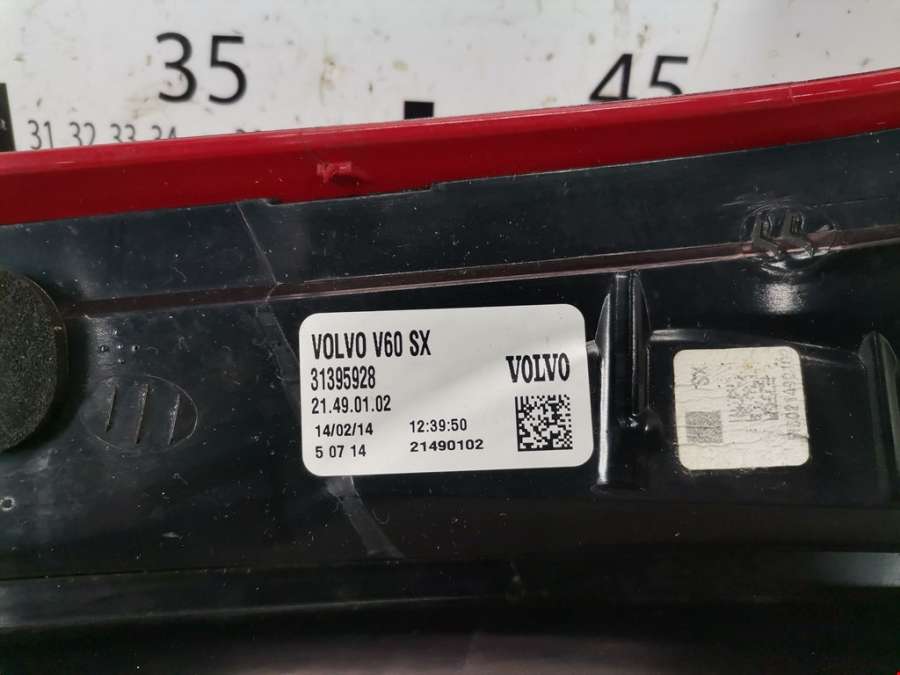 35
45
31 32 33 34
VOLVO V60 SX
31395928
VOLVO
21.49.01.02
14/02/14 12:39:50
5 07 14 21490102
SX